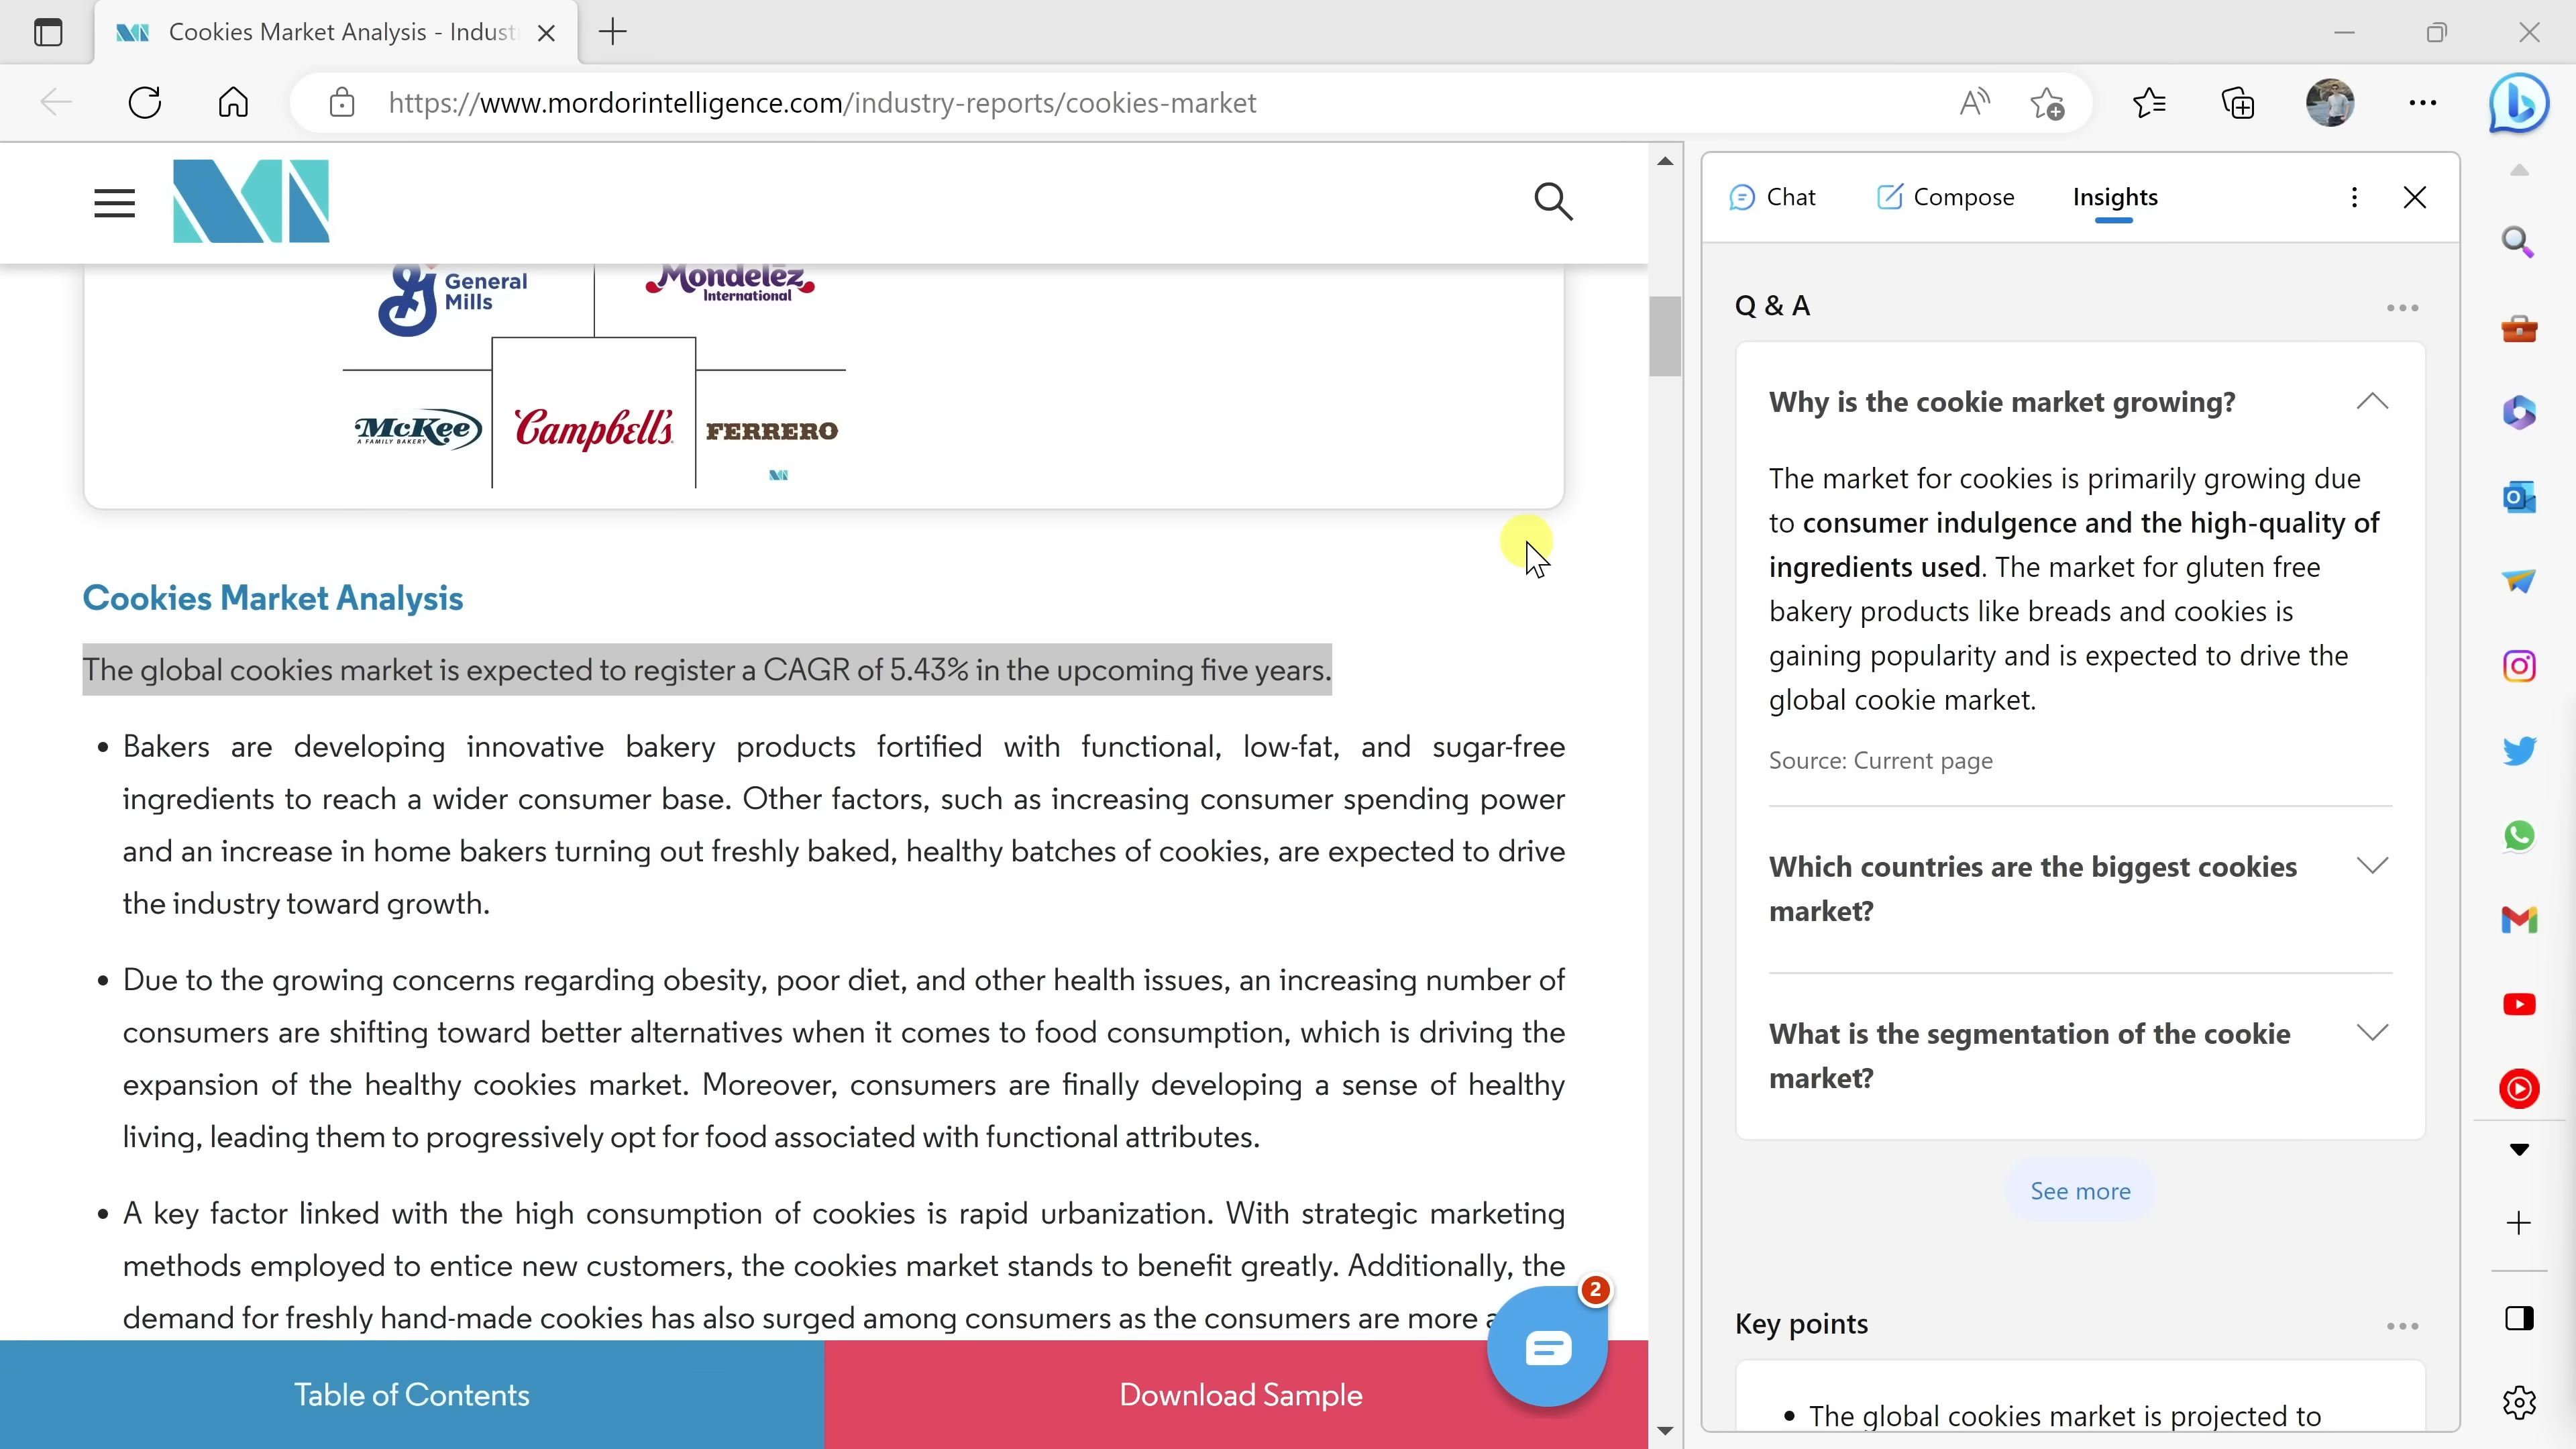 Cookies Market Analysis - Indust
https://www.mordorintelligence.com/industry-reports/cookies-market
General
Mills
Mondelēz
International
McKee
A FAMILY BAKERY
Campbell's
FERRERO
Cookies Market Analysis
The global cookies market is expected to register a CAGR of 5.43% in the upcoming five years.
• Bakers are developing innovative bakery products fortified with functional, low-fat, and sugar-free
ingredients to reach a wider consumer base. Other factors, such as increasing consumer spending power
and an increase in home bakers turning out freshly baked, healthy batches of cookies, are expected to drive
the industry toward growth.
• Due to the growing concerns regarding obesity, poor diet, and other health issues, an increasing number of
consumers are shifting toward better alternatives when it comes to food consumption, which is driving the
expansion of the healthy cookies market. Moreover, consumers are finally developing a sense of healthy
living, leading them to progressively opt for food associated with functional attributes.
• A key factor linked with the high consumption of cookies is rapid urbanization. With strategic marketing
methods employed to entice new customers, the cookies market stands to benefit greatly. Additionally, the
demand for freshly hand-made cookies has also surged among consumers as the consumers are more
2
Table of Contents
Download Sample
Chat
Compose
Insights
Q & A
Why is the cookie market growing?
The market for cookies is primarily growing due
to consumer indulgence and the high-quality of
ingredients used. The market for gluten free
bakery products like breads and cookies is
gaining popularity and is expected to drive the
global cookie market.
Source: Current page
Which countries are the biggest cookies
market?
What is the segmentation of the cookie
market?
See more
Key points
• The global cookies market is projected to